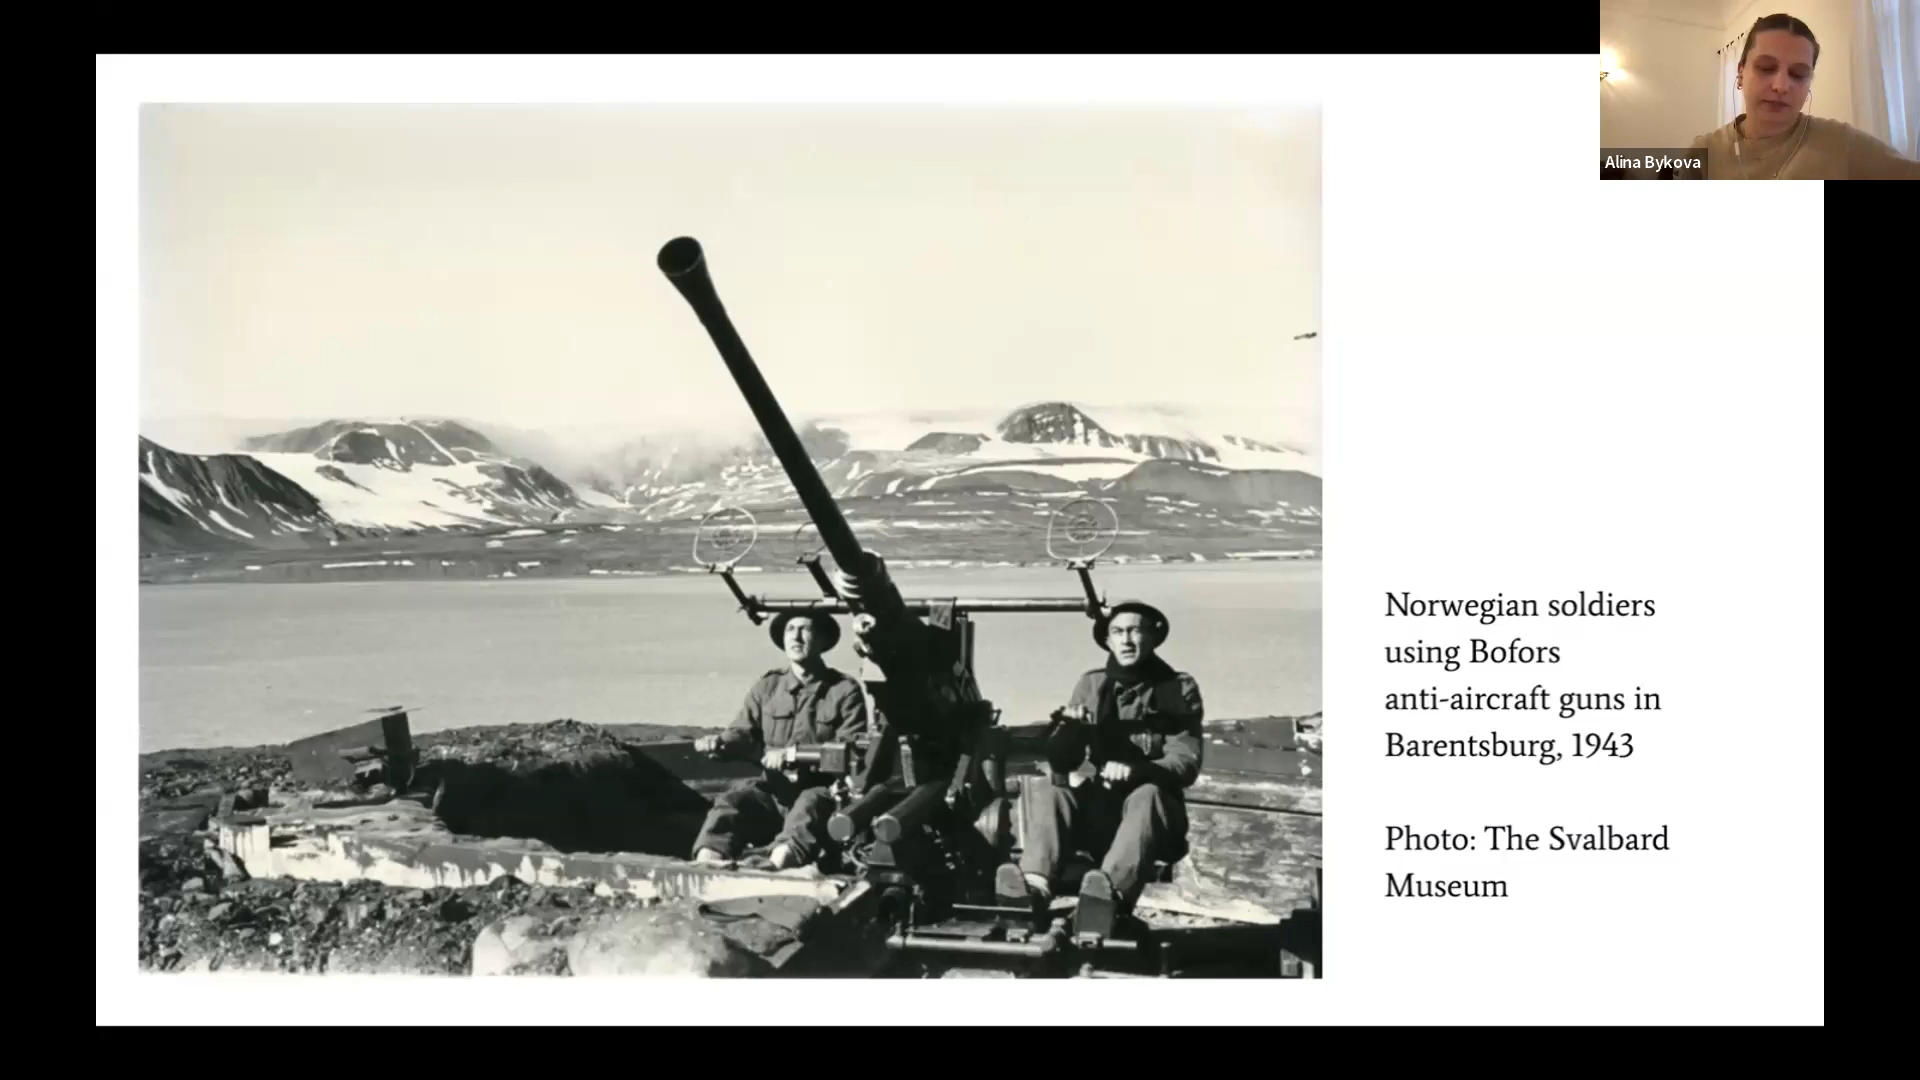 Alina Bykova
Norwegian soldiers
using Bofors
anti-aircraft guns in
Barentsburg, 1943
Photo: The Svalbard
Museum